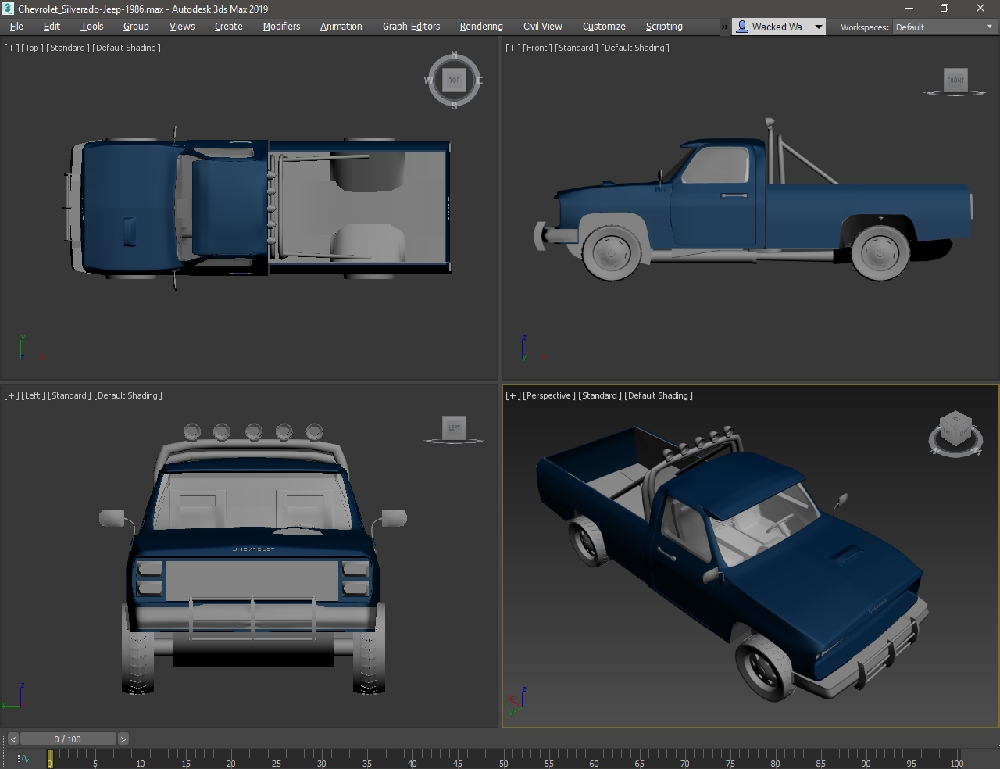 Chevrolet_Silverado-Jeep-1986.max - Autodesk 3ds Max 2019
File Edit Tools Group Views Create Modifiers Animation Graph Editors Rendering Civil View Customize Scripting » Wacked Wa Workspaces: Default
[+] [Top] [Standard] [Default Shading]
[+] [Front] [Standard] [Default Shading]
N
W TOP E
S
FRONT
y
x
z
x
[+] [Left] [Standard] [Default Shading]
[+] [Perspective] [Standard] [Default Shading]
LEFT
CHEVROLET
z
z
< 0 / 100 >
0 5 10 15 20 25 30 35 40 45 50 55 60 65 70 75 80 85 90 95 100